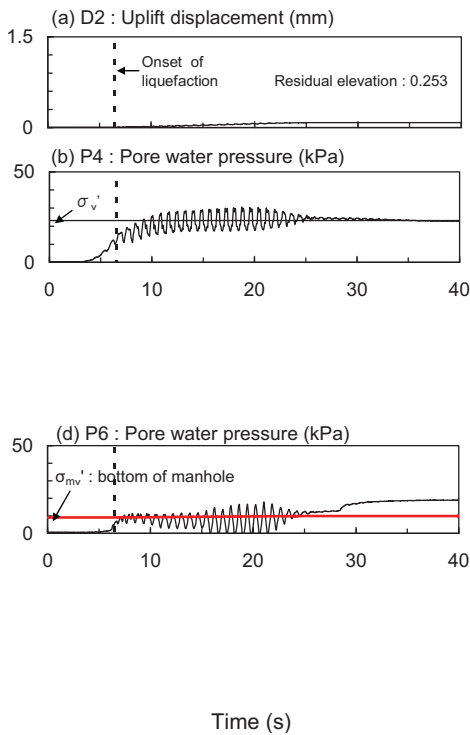 (a) D2 : Uplift displacement (mm)
1.5
Onset of
liquefaction
Residual elevation : 0.253
0
(b) P4 : Pore water pressure (kPa)
50
σv'
0
0 10 20 30 40
(d) P6 : Pore water pressure (kPa)
50
σmv' : bottom of manhole
0
0 10 20 30 40
Time (s)